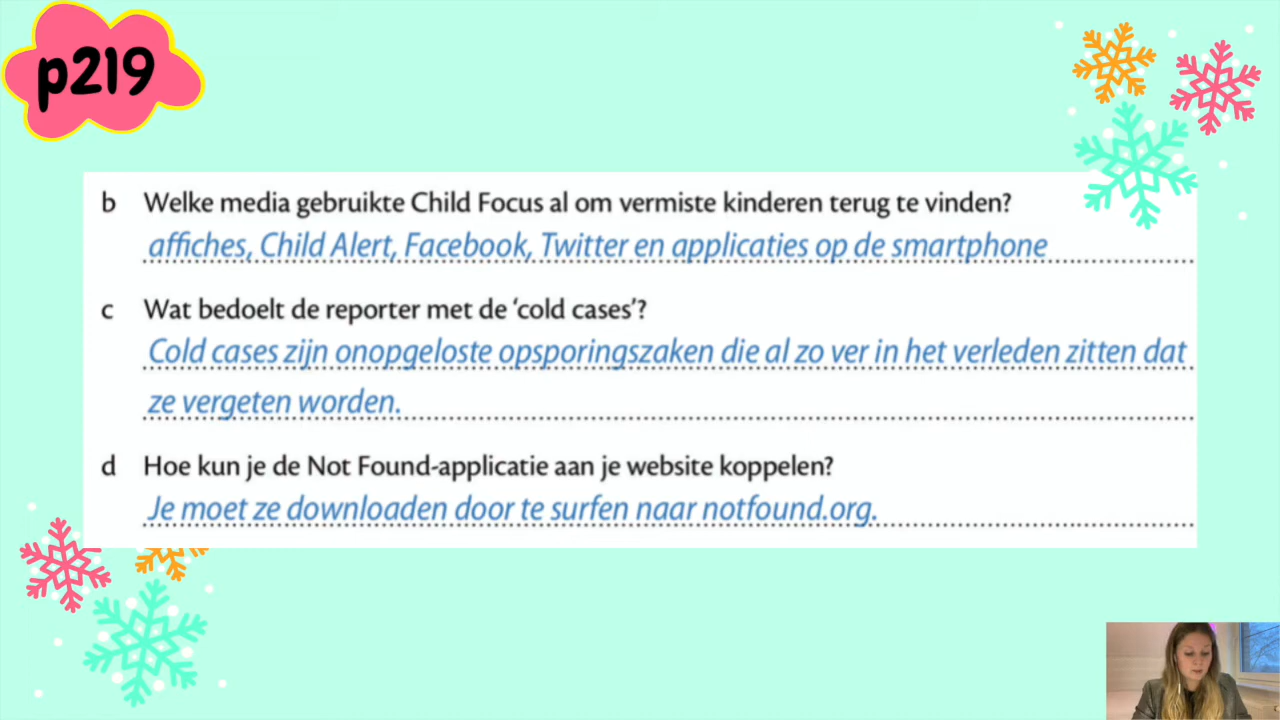 p219
b Welke media gebruikte Child Focus al om vermiste kinderen terug te vinden?
affiches, Child Alert, Facebook, Twitter en applicaties op de smartphone
c Wat bedoelt de reporter met de ‘cold cases’?
Cold cases zijn onopgeloste opsporingszaken die al zo ver in het verleden zitten dat
ze vergeten worden.
d Hoe kun je de Not Found-applicatie aan je website koppelen?
Je moet ze downloaden door te surfen naar notfound.org.